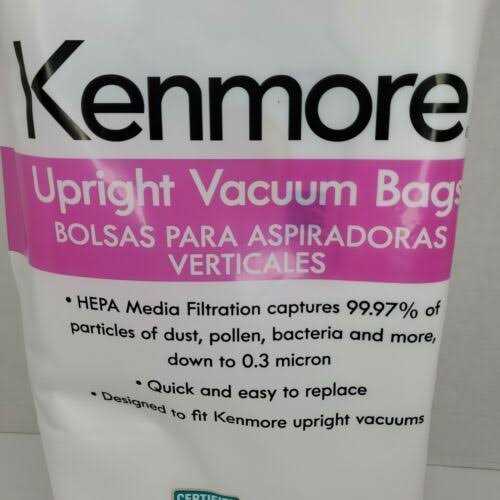 Kenmore
Upright Vacuum Bags
BOLSAS PARA ASPIRADORAS
VERTICALES
• HEPA Media Filtration captures 99.97% of
particles of dust, pollen, bacteria and more,
down to 0.3 micron
• Quick and easy to replace
• Designed to fit Kenmore upright vacuums